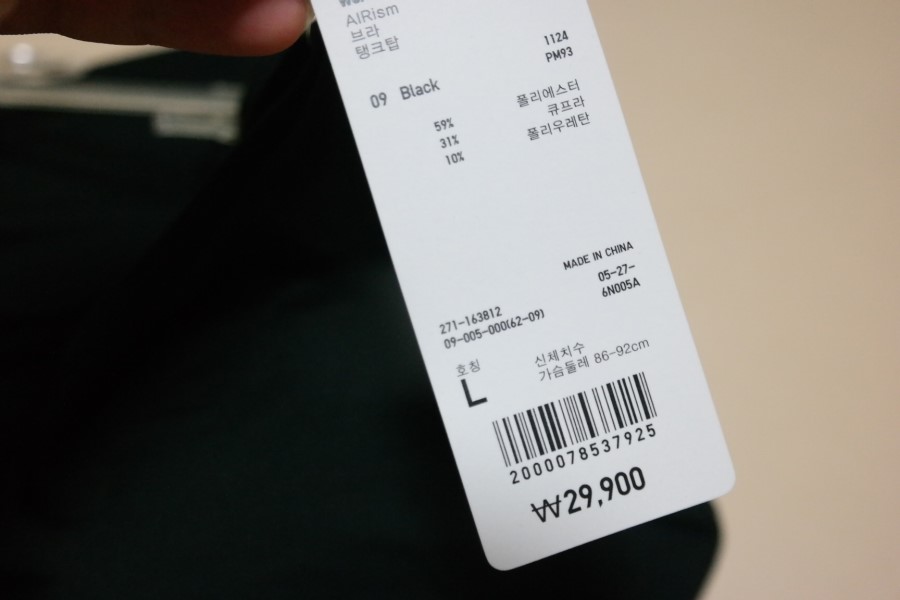 AIRism
브라
탱크탑
1124
PM93
09 Black
59% 폴리에스터
31% 큐프라
10% 폴리우레탄
MADE IN CHINA
05-27-
6N005A
271-163812
09-005-000(62-09)
호칭
L
신체치수
가슴둘레 86-92cm
2000078537925
₩29,900